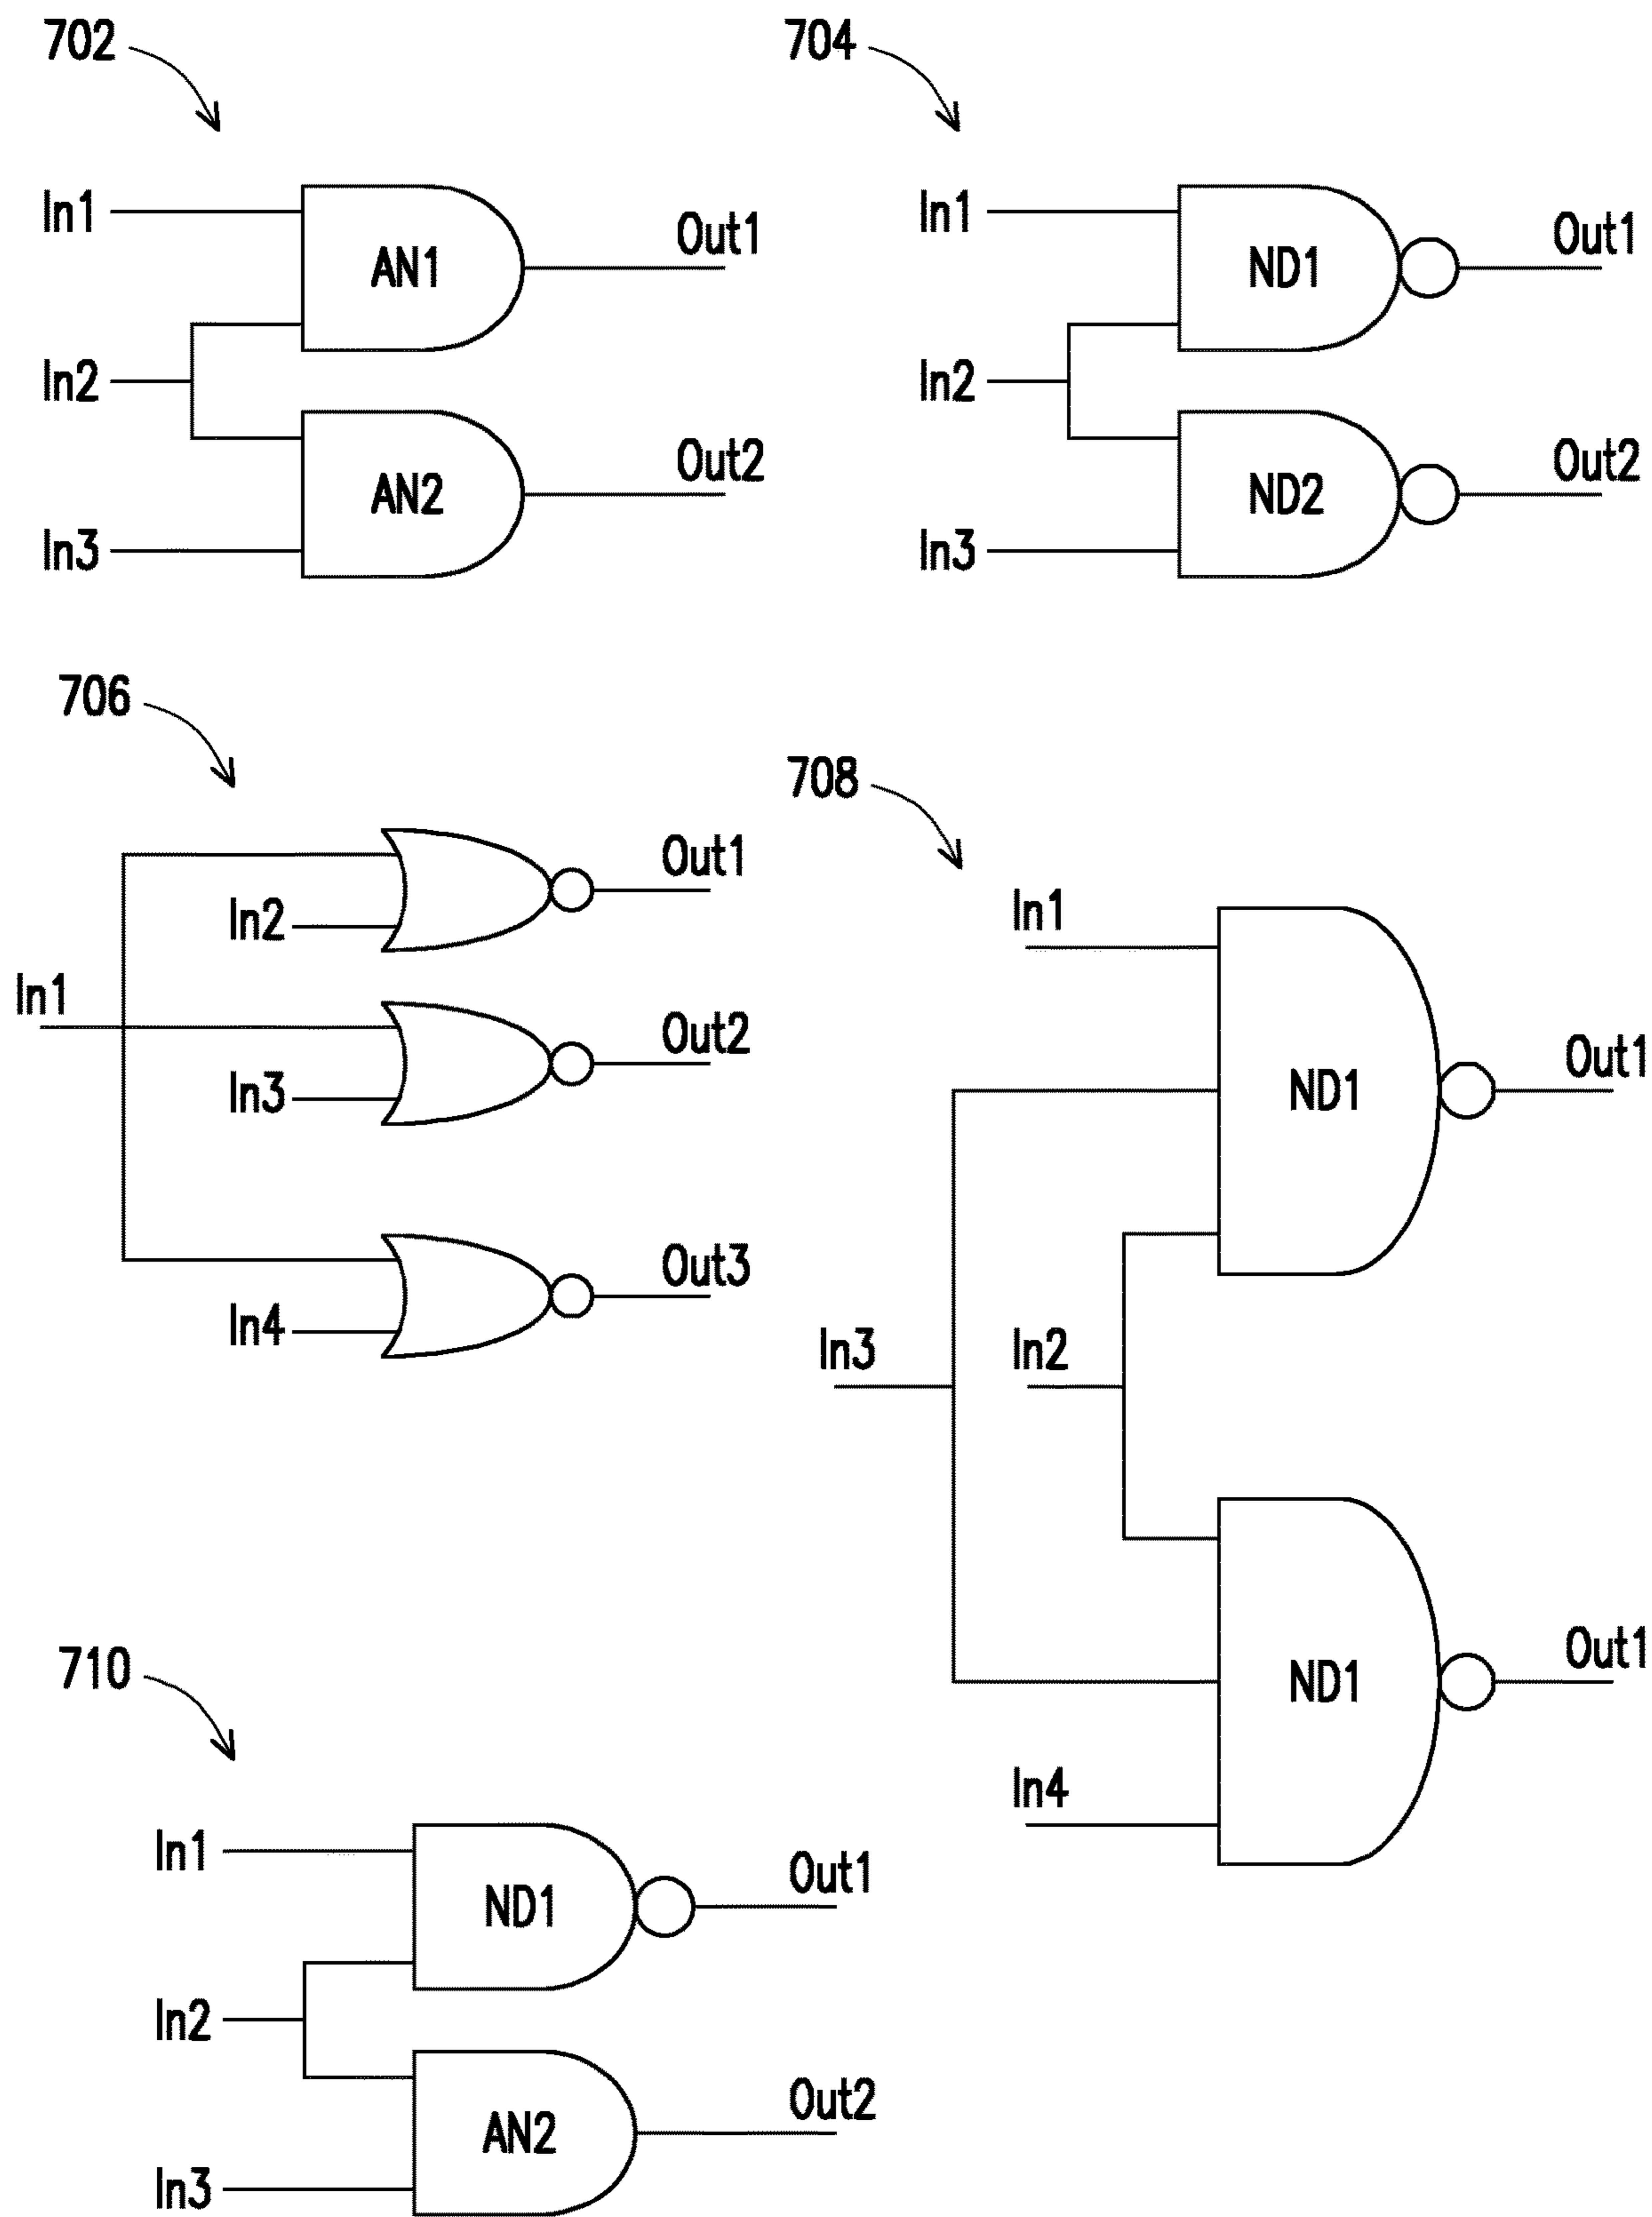 702
704
In1
AN1
Out1
In2
AN2
Out2
In3
In1
ND1
Out1
In2
ND2
Out2
In3
706
Out1
In2
In1
Out2
In3
Out3
In4
708
In1
ND1
Out1
In3
In2
ND1
Out1
In4
710
In1
ND1
Out1
In2
AN2
Out2
In3